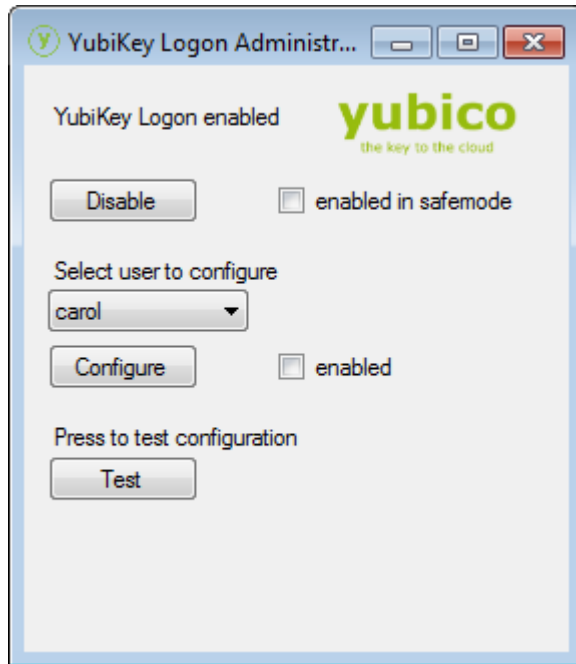 YubiKey Logon Administr...
YubiKey Logon enabled
yubico
the key to the cloud
Disable
enabled in safemode
Select user to configure
carol
Configure
enabled
Press to test configuration
Test